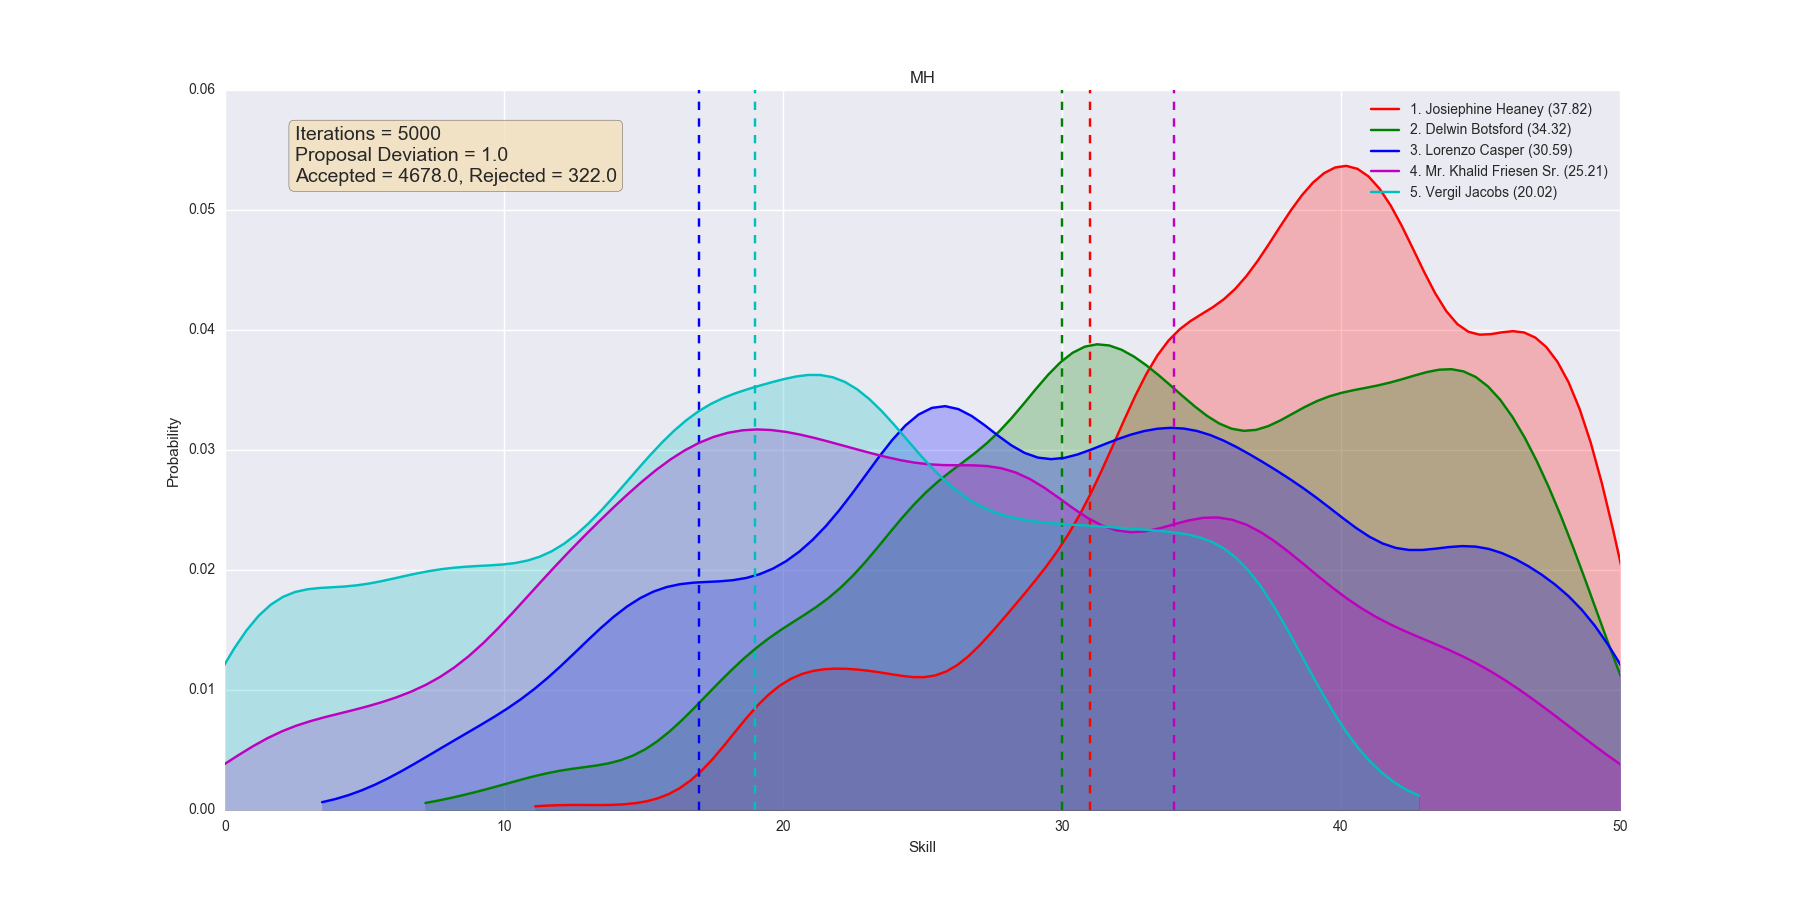 MH
Iterations = 5000
Proposal Deviation = 1.0
Accepted = 4678.0, Rejected = 322.0
1. Josiephine Heaney (37.82)
2. Delwin Botsford (34.32)
3. Lorenzo Casper (30.59)
4. Mr. Khalid Friesen Sr. (25.21)
5. Vergil Jacobs (20.02)
0.06
0.05
0.04
0.03
0.02
0.01
0.00
Probability
0 10 20 30 40 50
Skill